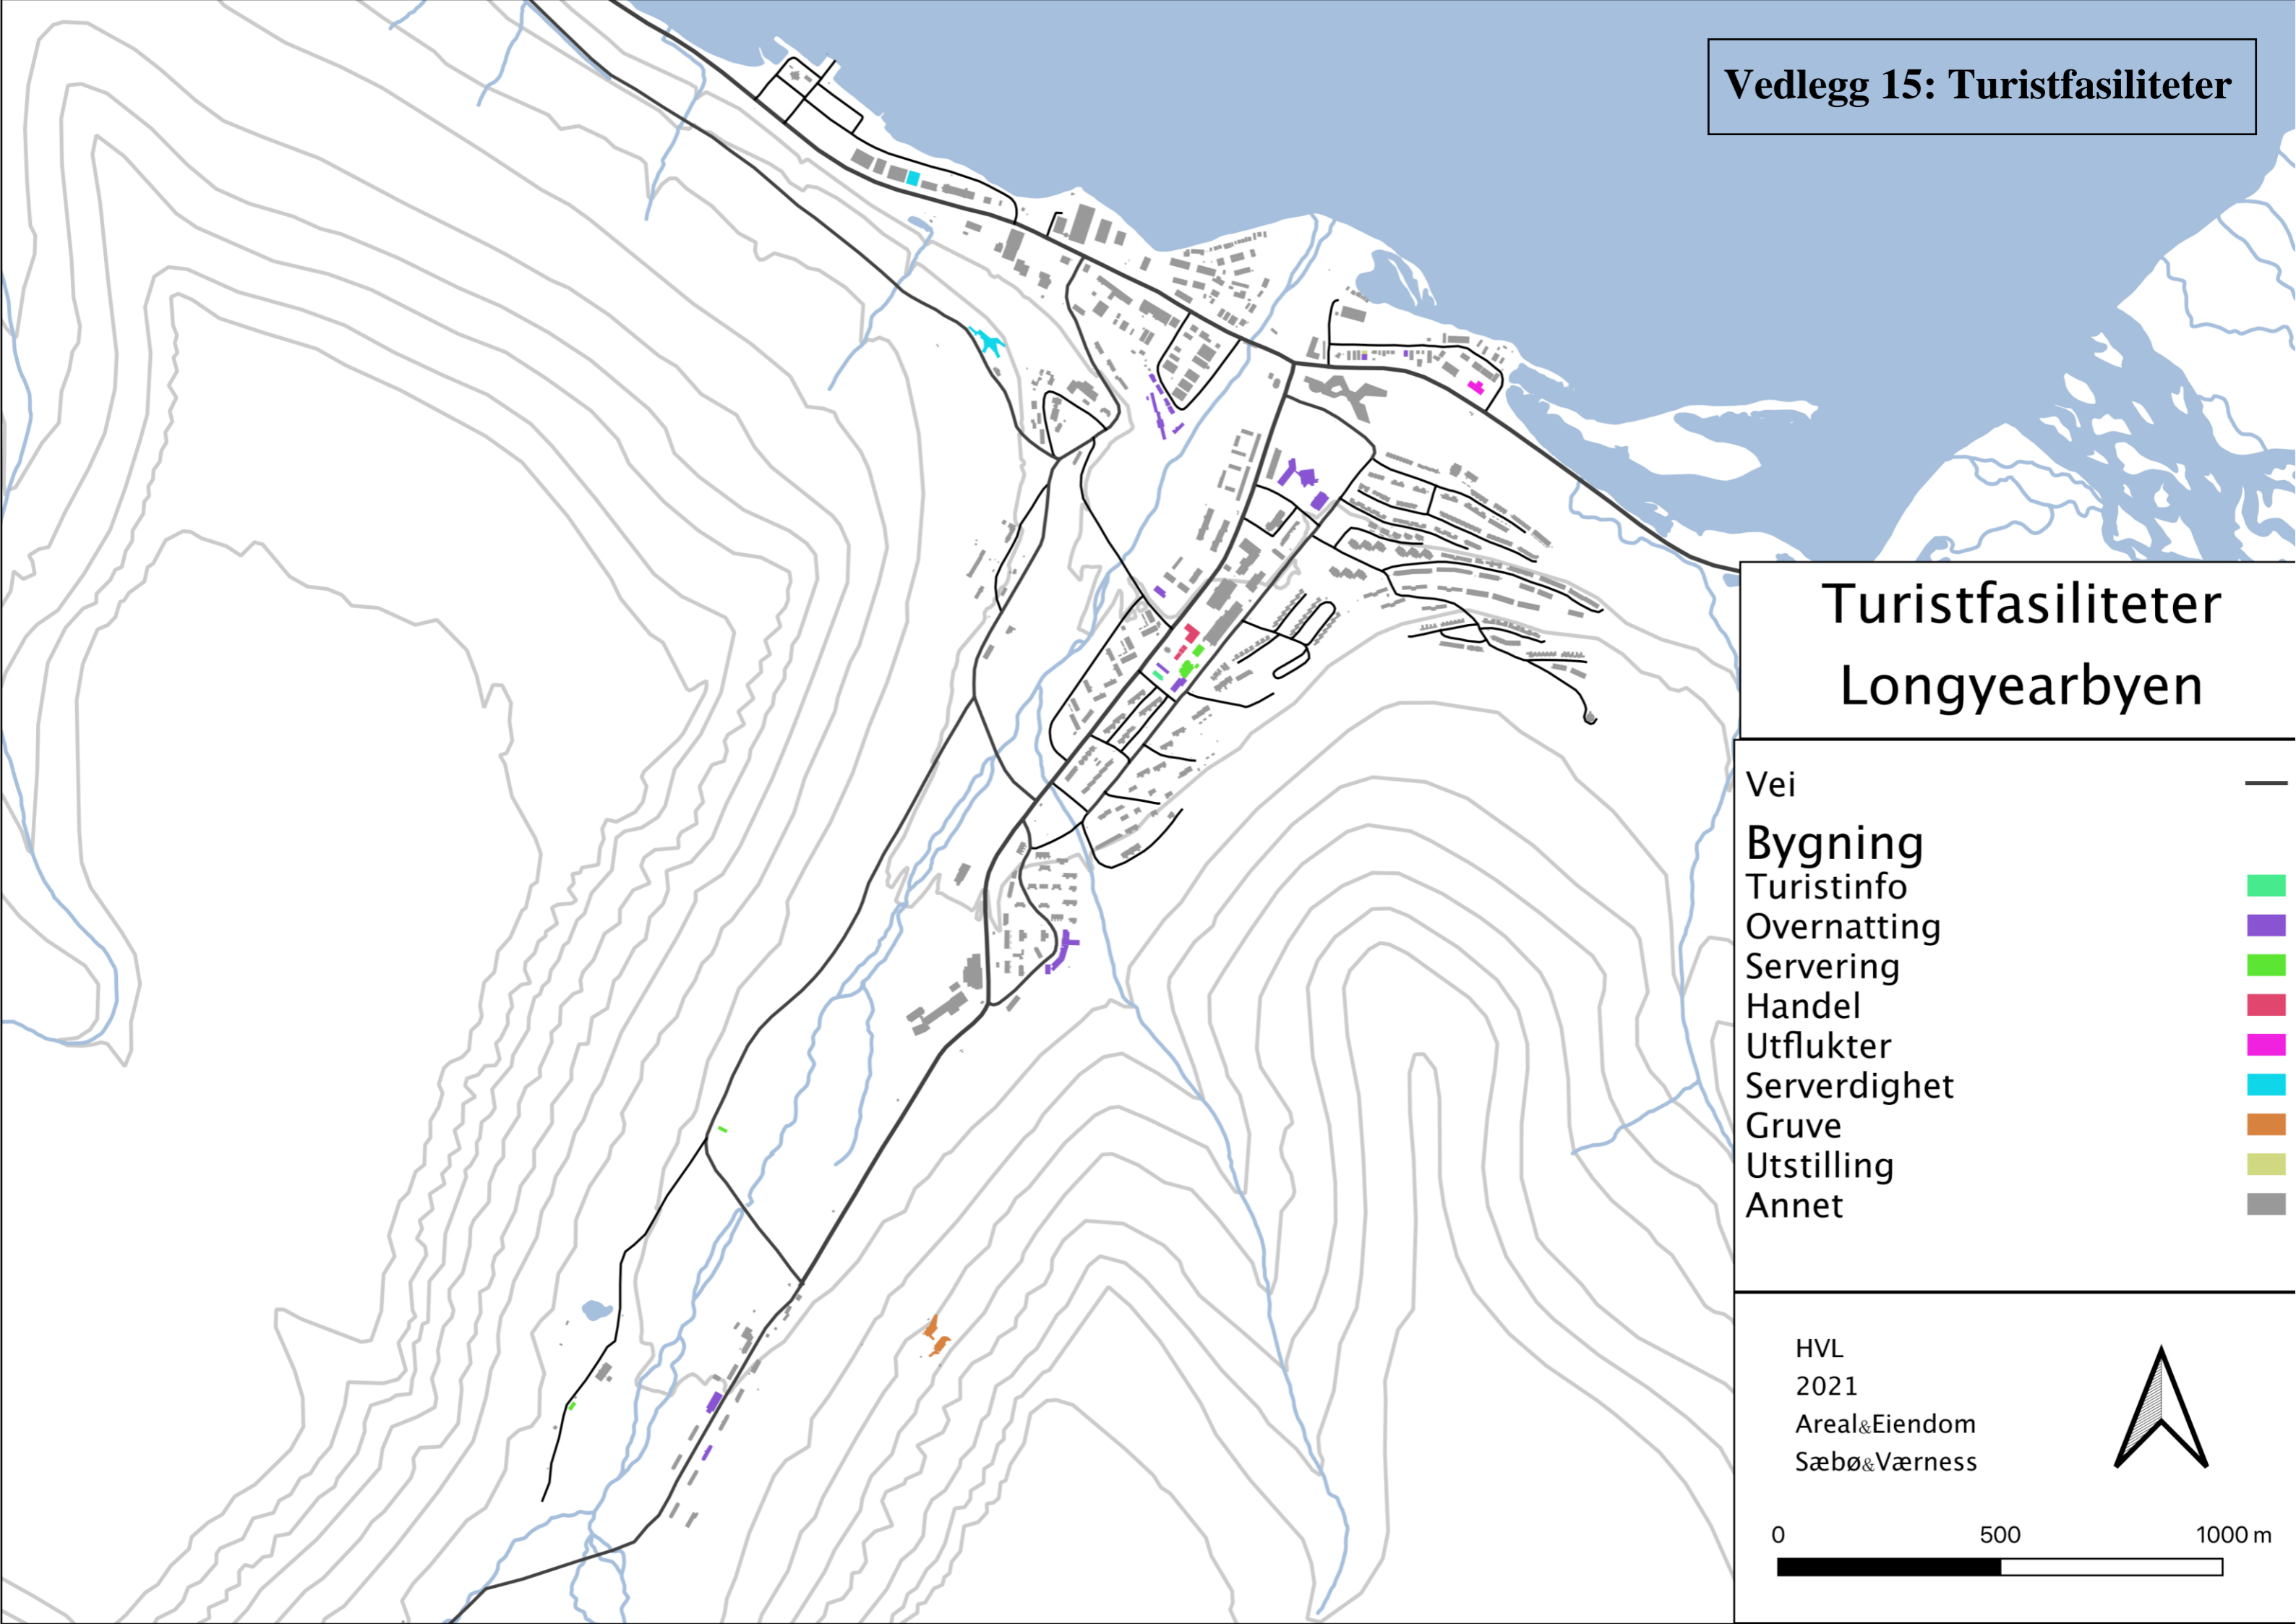 Vedlegg 15: Turistfasiliteter
Turistfasiliteter
Longyearbyen
Vei
Bygning
Turistinfo
Overnatting
Servering
Handel
Utflukter
Serverdighet
Gruve
Utstilling
Annet
HVL
2021
Areal&Eiendom
Sæbø&Værness
0 500 1000 m